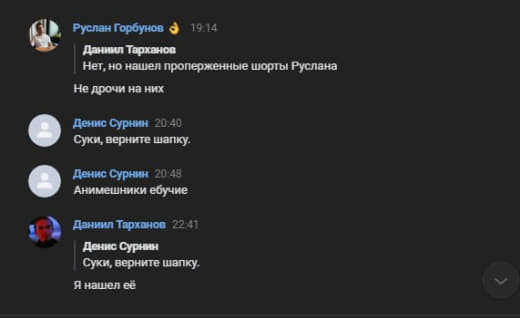 Руслан Горбунов 👌 19:14
Даниил Тарханов
Нет, но нашел проперженные шорты Руслана
Не дрочи на них
Денис Сурнин 20:40
Суки, верните шапку.
Денис Сурнин 20:48
Анимешники ебучие
Даниил Тарханов 22:41
Денис Сурнин
Суки, верните шапку.
Я нашел её